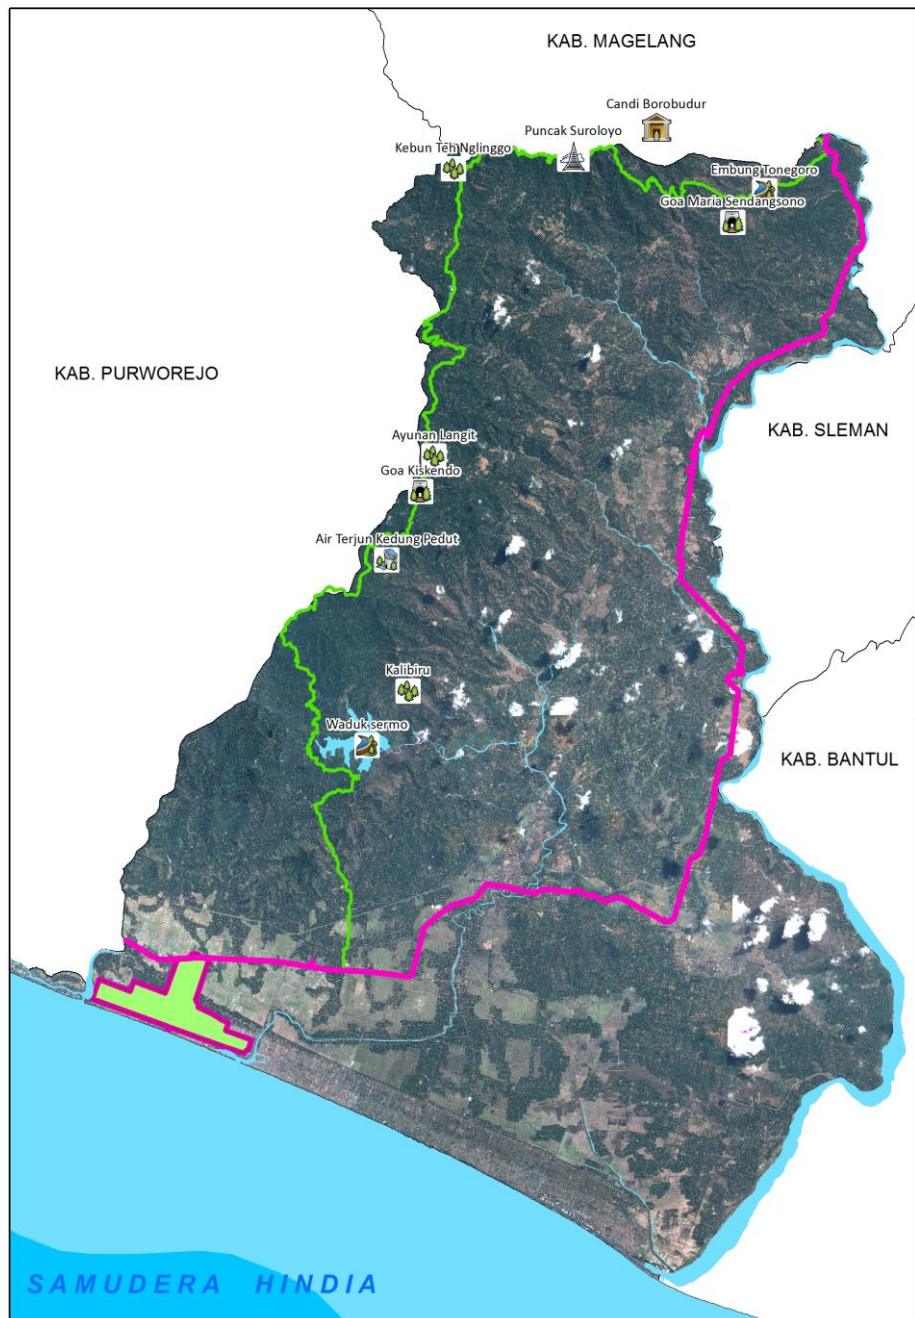 KAB. MAGELANG
Candi Borobudur
Puncak Suroloyo
Kebun Teh Nglinggo
Embung Tonegoro
Goa Maria Sendangsono
KAB. PURWOREJO
KAB. SLEMAN
Ayunan Langit
Goa Kiskendo
Air Terjun Kedung Pedut
Kalibiru
Waduk sermo
KAB. BANTUL
SAMUDERA HINDIA